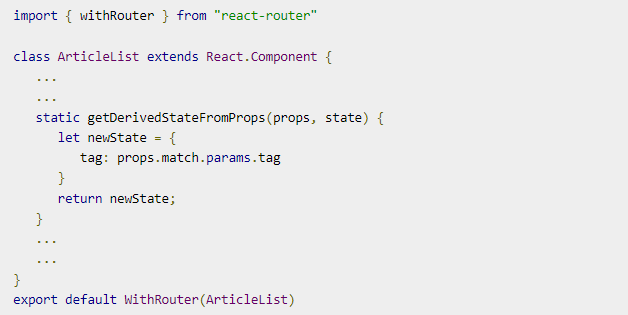 import { withRouter } from "react-router"
class ArticleList extends React.Component {
...
...
static getDerivedStateFromProps(props, state) {
let newState = {
tag: props.match.params.tag
}
return newState;
}
...
...
}
export default WithRouter(ArticleList)